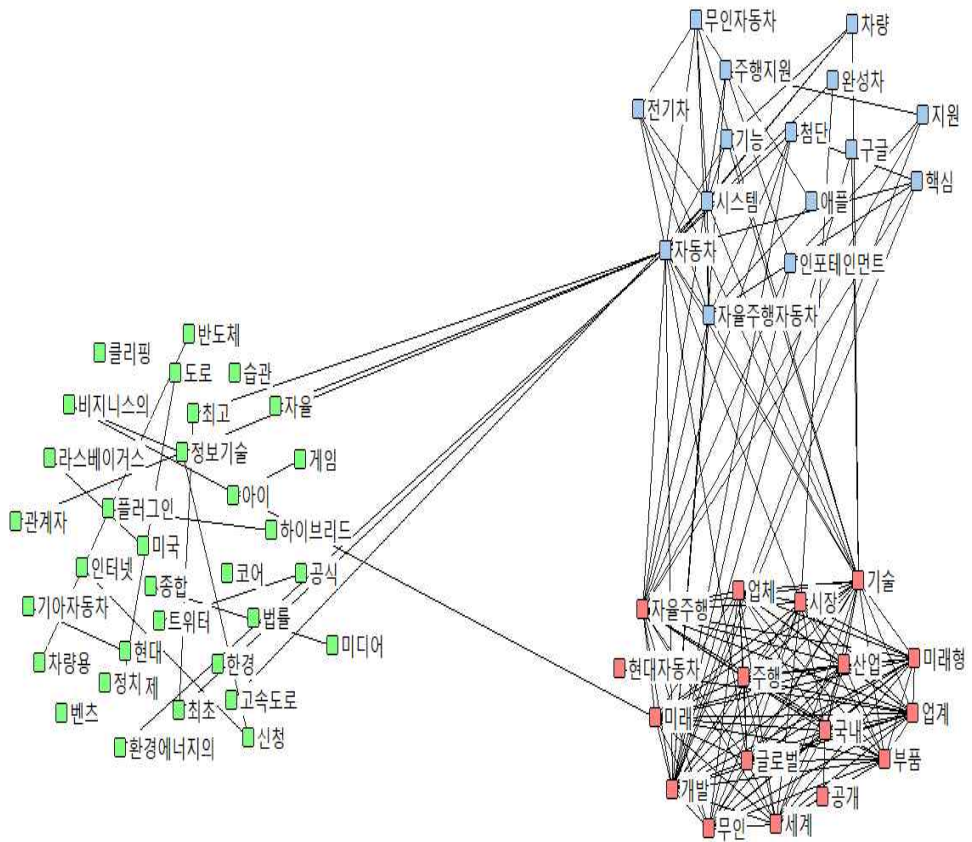 무인자동차
차량
주행지원
완성차
전기차
지원
기능
첨단
구글
핵심
시스템
애플
자동차
인포테인먼트
자율주행자동차
반도체
클리핑
도로
습관
비지니스의
최고
자율
정보기술
라스베이거스
게임
아이
플러그인
관계자
하이브리드
미국
인터넷
코어
공식
종합
기아자동차
트위터
법률
미디어
현대
차량용
한경
정치 제
고속도로
벤츠
최초
신청
환경에너지의
기술
업체
시장
자율주행
미래형
산업
현대자동차
주행
미래
업계
국내
글로벌
부품
개발
공개
무인
세계